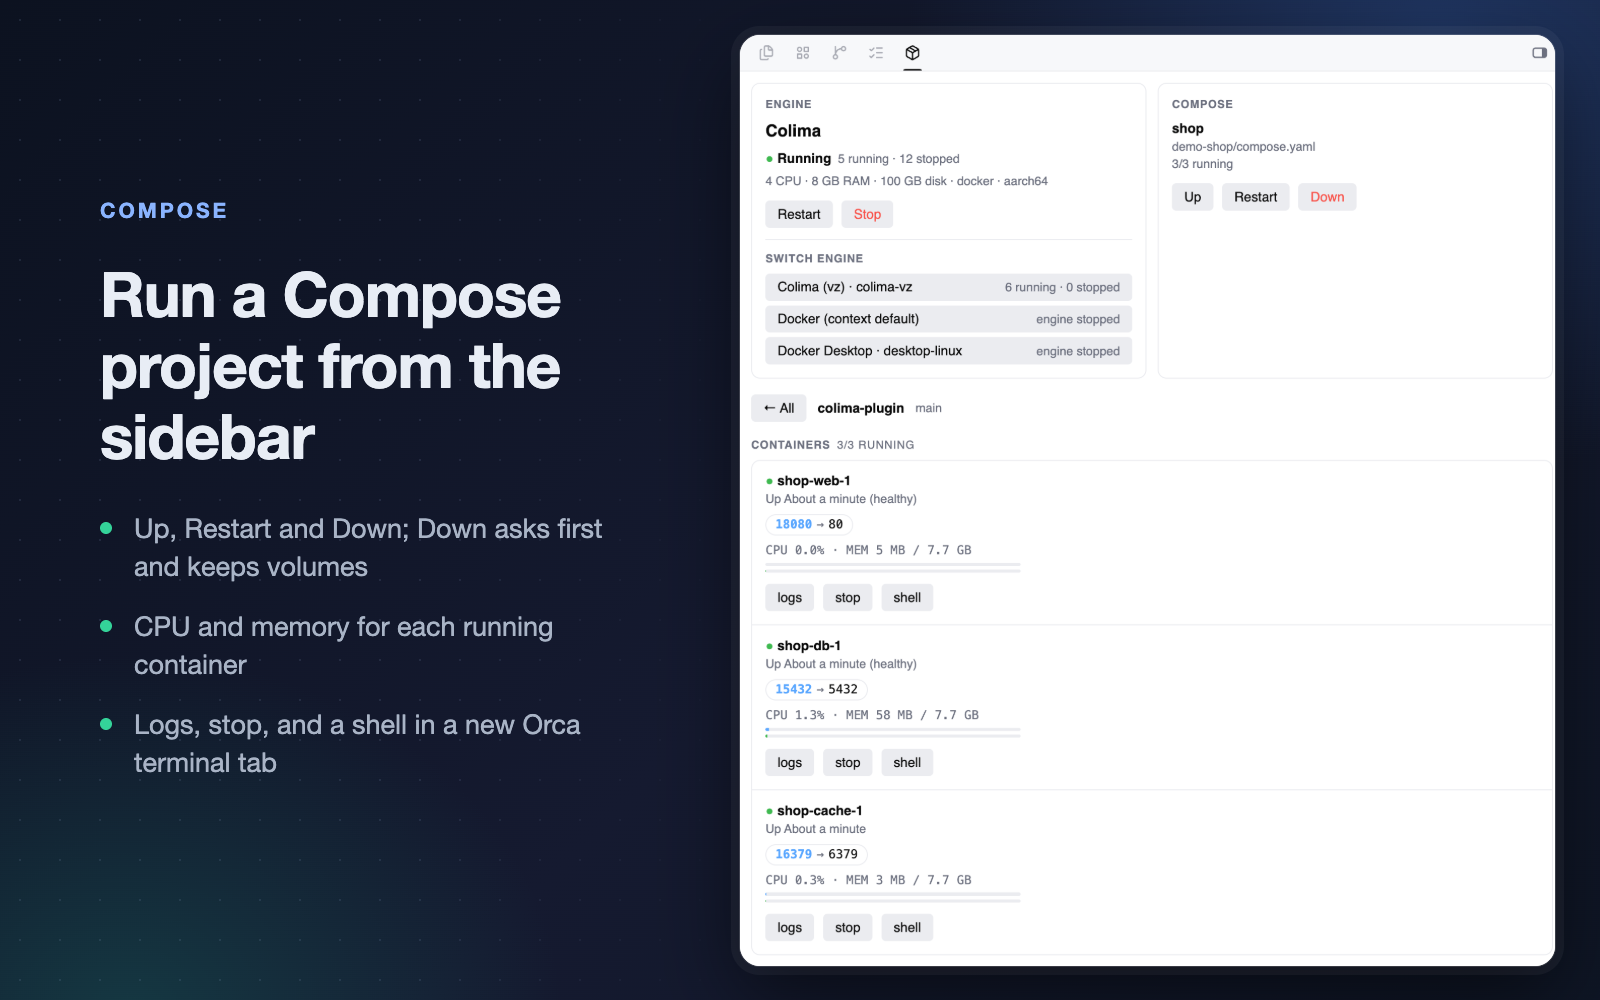 COMPOSE
Run a Compose
project from the
sidebar
Up, Restart and Down; Down asks first
and keeps volumes
CPU and memory for each running
container
Logs, stop, and a shell in a new Orca
terminal tab
ENGINE
Colima
Running 5 running · 12 stopped
4 CPU · 8 GB RAM · 100 GB disk · docker · aarch64
Restart Stop
SWITCH ENGINE
Colima (vz) · colima-vz 6 running · 0 stopped
Docker (context default) engine stopped
Docker Desktop · desktop-linux engine stopped
COMPOSE
shop
demo-shop/compose.yaml
3/3 running
Up Restart Down
← All colima-plugin main
CONTAINERS 3/3 RUNNING
shop-web-1
Up About a minute (healthy)
18080 → 80
CPU 0.0% · MEM 5 MB / 7.7 GB
logs stop shell
shop-db-1
Up About a minute (healthy)
15432 → 5432
CPU 1.3% · MEM 58 MB / 7.7 GB
logs stop shell
shop-cache-1
Up About a minute
16379 → 6379
CPU 0.3% · MEM 3 MB / 7.7 GB
logs stop shell